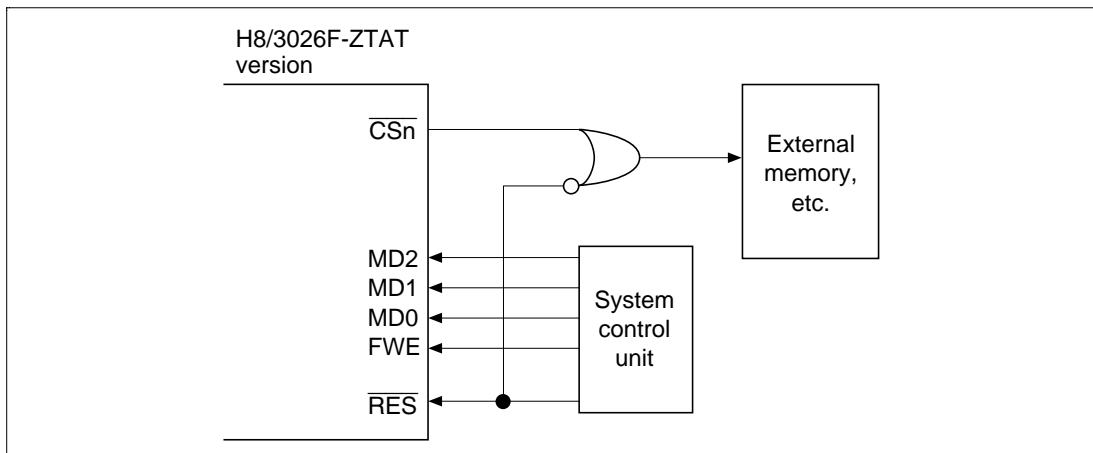 H8/3026F-ZTAT
version
CSn
External
memory,
etc.
MD2
MD1
MD0
FWE
RES
System
control
unit